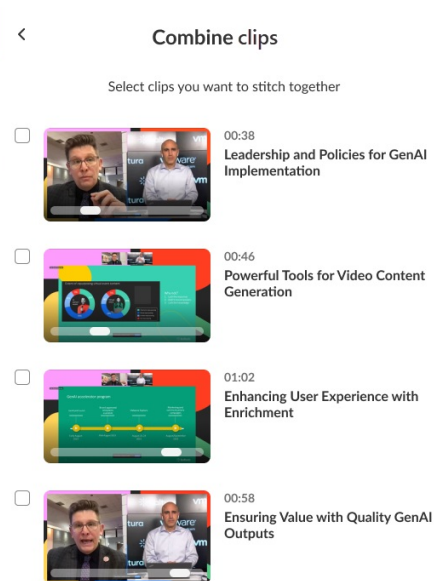 Combine clips
Select clips you want to stitch together
00:38
Leadership and Policies for GenAI
Implementation
00:46
Powerful Tools for Video Content
Generation
01:02
Enhancing User Experience with
Enrichment
00:58
Ensuring Value with Quality GenAI
Outputs